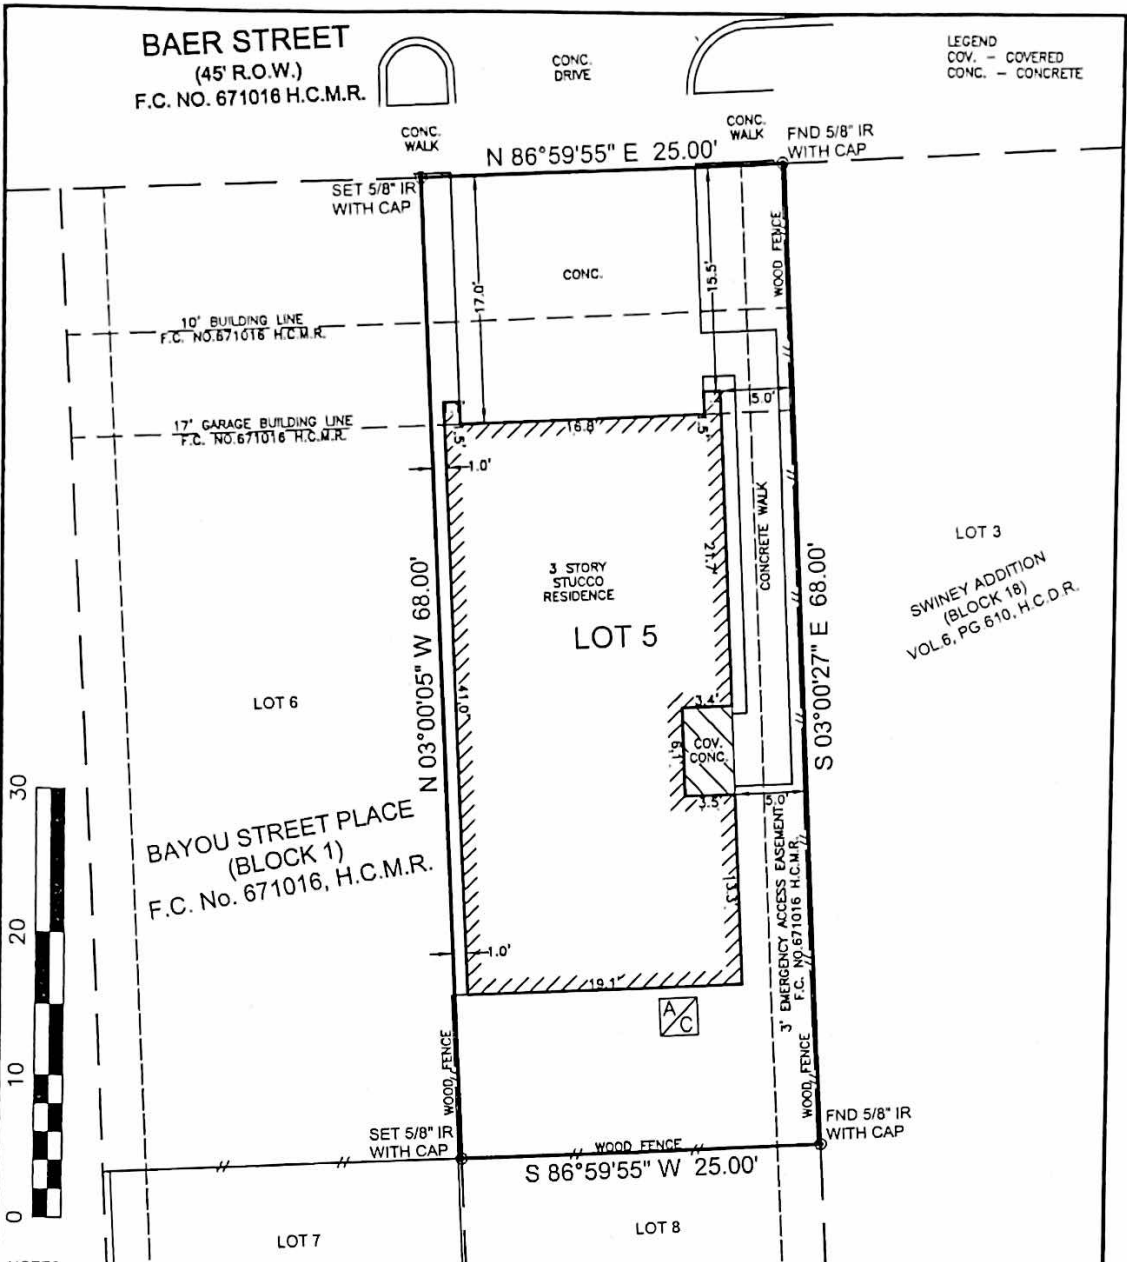 BAER STREET
(45' R.O.W.)
F.C. NO. 671016 H.C.M.R.
CONC.
DRIVE
LEGEND
COV. - COVERED
CONC. - CONCRETE
CONC.
WALK
CONC.
WALK
FND 5/8" IR
WITH CAP
N 86°59'55" E 25.00'
SET 5/8" IR
WITH CAP
WOOD FENCE
17.0'
CONC.
15.5'
10' BUILDING LINE
F.C. NO.671016 H.C.M.R.
5.0'
17' GARAGE BUILDING LINE
F.C. NO.671016 H.C.M.R.
16.8'
1.0'
CONCRETE WALK
LOT 3
SWINEY ADDITION
(BLOCK 18)
VOL.6, PG 610, H.C.D.R.
3 STORY
STUCCO
RESIDENCE
21.7'
LOT 5
N 03°00'05" W 68.00'
S 03°00'27" E 68.00'
LOT 6
41.0'
3.4'
COV.
CONC.
6.1'
3.5'
5.0'
30
BAYOU STREET PLACE
(BLOCK 1)
F.C. No. 671016, H.C.M.R.
13.3'
3' EMERGENCY ACCESS EASEMENT
F.C. NO.671016 H.C.M.R.
20
1.0'
19.1'
A/C
10
WOOD FENCE
WOOD FENCE
SET 5/8" IR
WITH CAP
FND 5/8" IR
WITH CAP
WOOD FENCE
S 86°59'55" W 25.00'
0
LOT 7
LOT 8